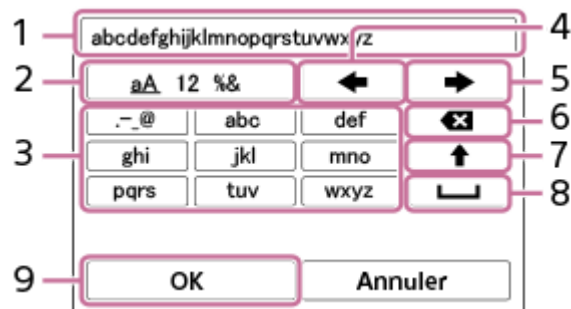 1 abcdefghijklmnopqrstuvwxyz 4
2 aA 12 %& 5
.-_@ abc def 6
3 ghi jkl mno 7
pqrs tuv wxyz 8
9 OK Annuler